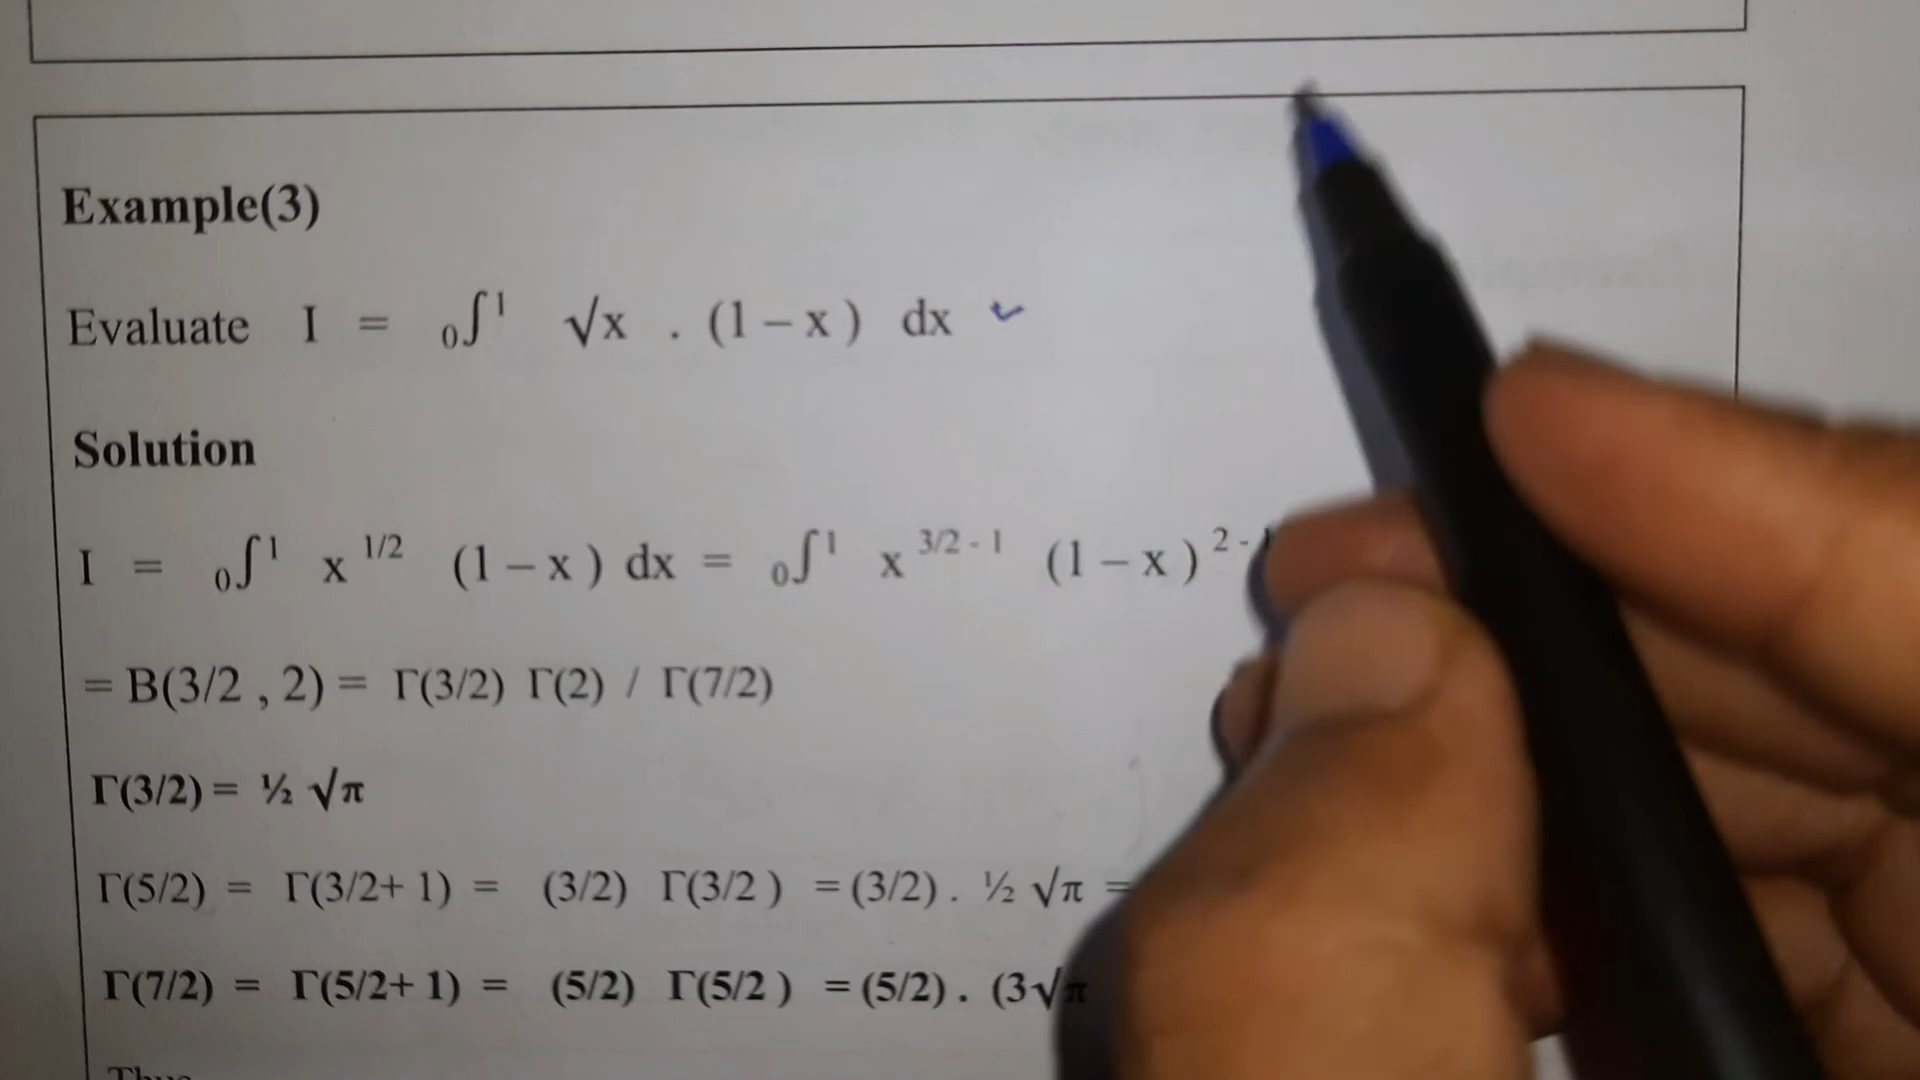 Example(3)
Evaluate I = ₀∫¹ √x . (1 – x ) dx
Solution
I = ₀∫¹ x ^1/2 (1 – x ) dx = ₀∫¹ x ^3/2 - 1 (1 – x ) ^2 -
= B(3/2 , 2) = Γ(3/2) Γ(2) / Γ(7/2)
Γ(3/2) = ½ √π
Γ(5/2) = Γ(3/2+ 1) = (3/2) Γ(3/2 ) = (3/2) . ½ √π =
Γ(7/2) = Γ(5/2+ 1) = (5/2) Γ(5/2 ) = (5/2) . (3√π